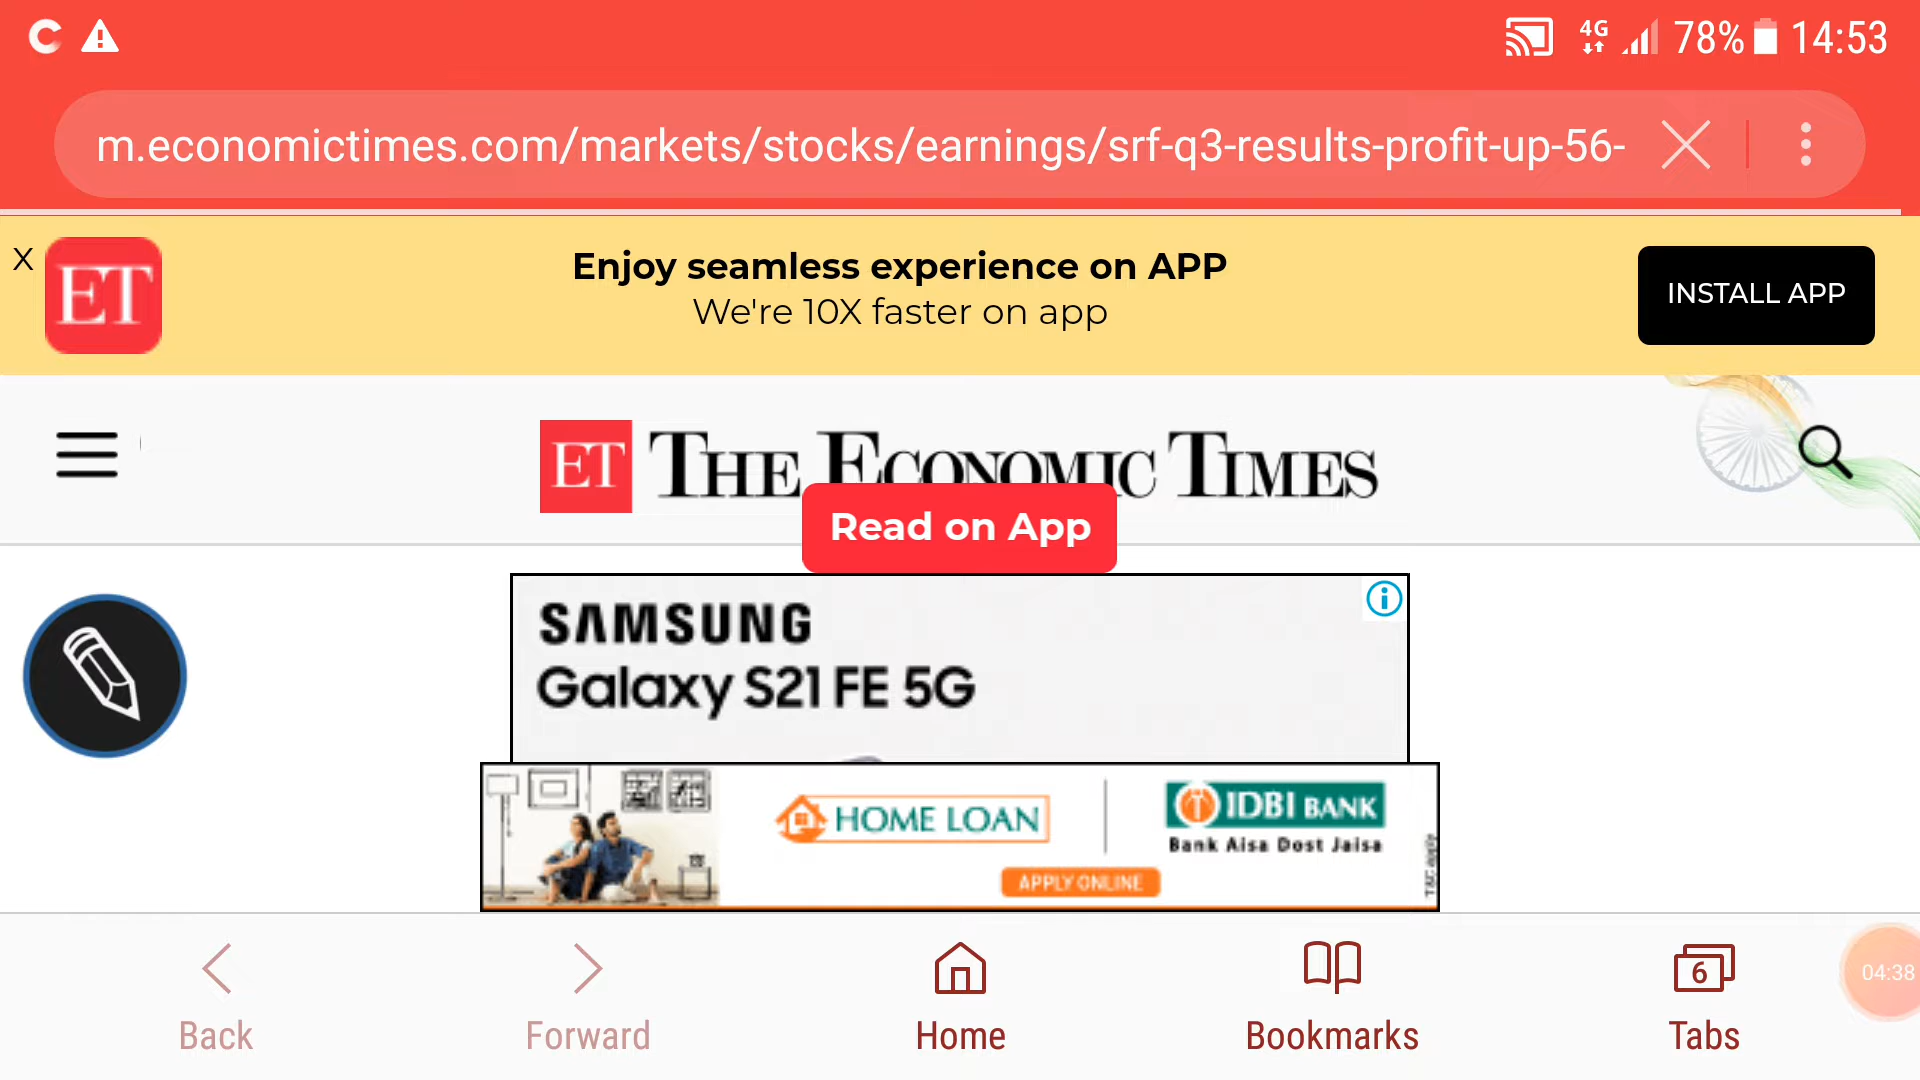 4G 78% 14:53
m.economictimes.com/markets/stocks/earnings/srf-q3-results-profit-up-56-
X
ET
Enjoy seamless experience on APP
We're 10X faster on app
INSTALL APP
ET THE ECONOMIC TIMES
Read on App
SAMSUNG
Galaxy S21 FE 5G
HOME LOAN
IDBI BANK
Bank Aisa Dost Jaisa
APPLY ONLINE
T&C apply
6
04:38
Back
Forward
Home
Bookmarks
Tabs